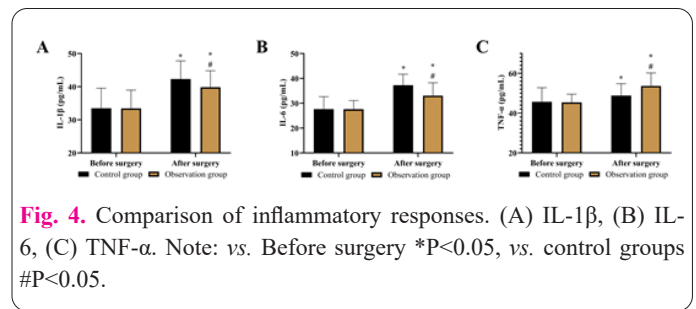 A
B
C
50
40
30
20
IL-1β (pg/mL)
*
*
#
Before surgery
After surgery
Control group
Observation group
50
40
30
20
10
IL-6 (pg/mL)
*
*
#
Before surgery
After surgery
Control group
Observation group
60
40
20
TNF-α (pg/mL)
*
*
#
Before surgery
After surgery
Control group
Observation group
Fig. 4. Comparison of inflammatory responses. (A) IL-1β, (B) IL-
6, (C) TNF-α. Note: vs. Before surgery *P<0.05, vs. control groups
#P<0.05.